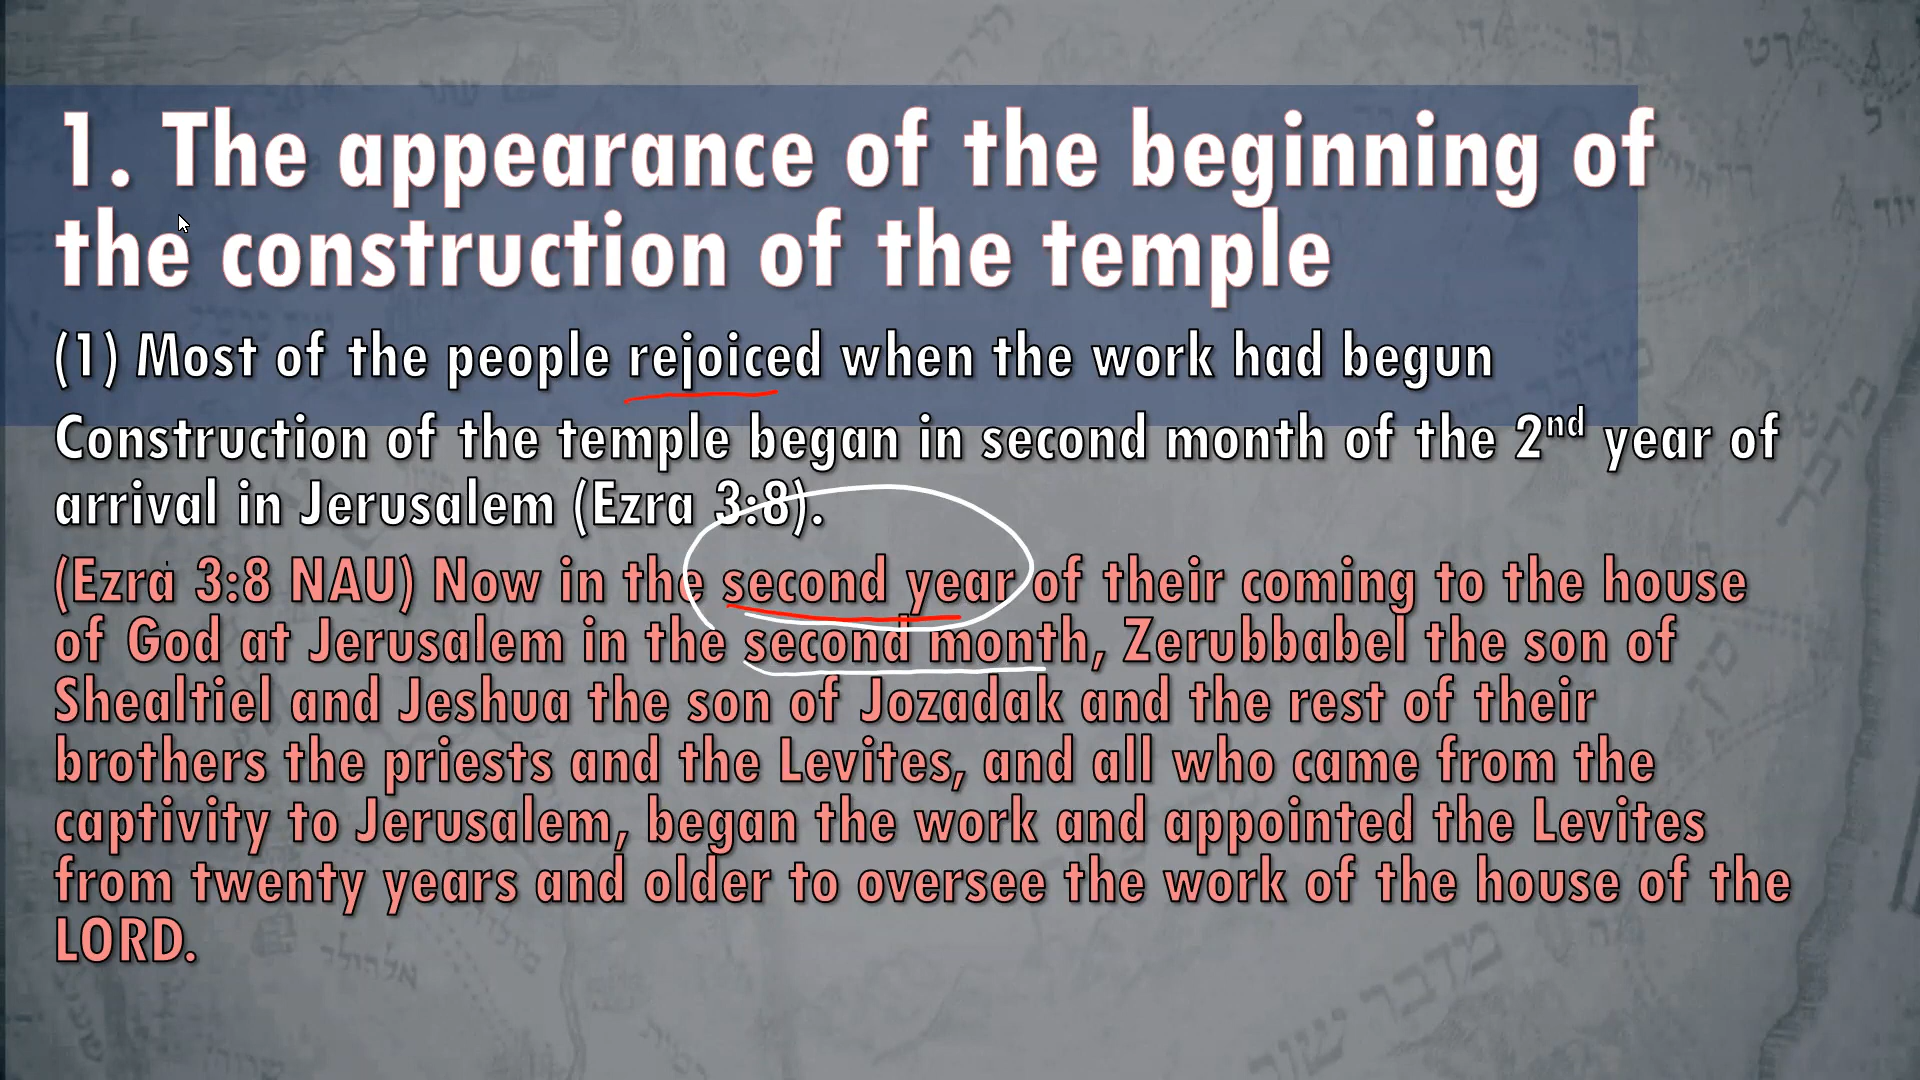 1. The appearance of the beginning of
the construction of the temple
(1) Most of the people rejoiced when the work had begun
Construction of the temple began in second month of the 2nd year of
arrival in Jerusalem (Ezra 3:8).
(Ezra 3:8 NAU) Now in the second year of their coming to the house
of God at Jerusalem in the second month, Zerubbabel the son of
Shealtiel and Jeshua the son of Jozadak and the rest of their
brothers the priests and the Levites, and all who came from the
captivity to Jerusalem, began the work and appointed the Levites
from twenty years and older to oversee the work of the house of the
LORD.